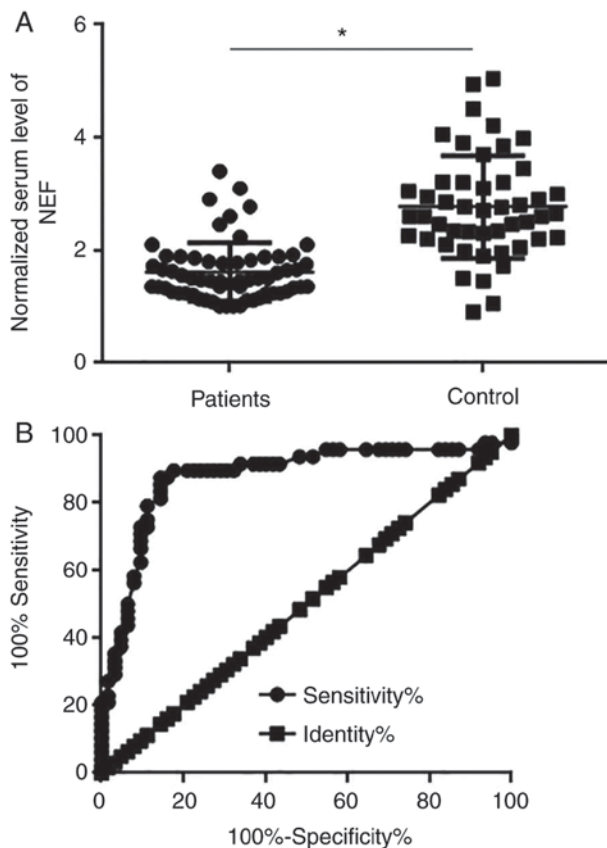 A
Normalized serum level of
NEF
6
4
2
0
*
Patients
Control
B
100% Sensitivity
100
80
60
40
20
0
Sensitivity%
Identity%
0 20 40 60 80 100
100%-Specificity%